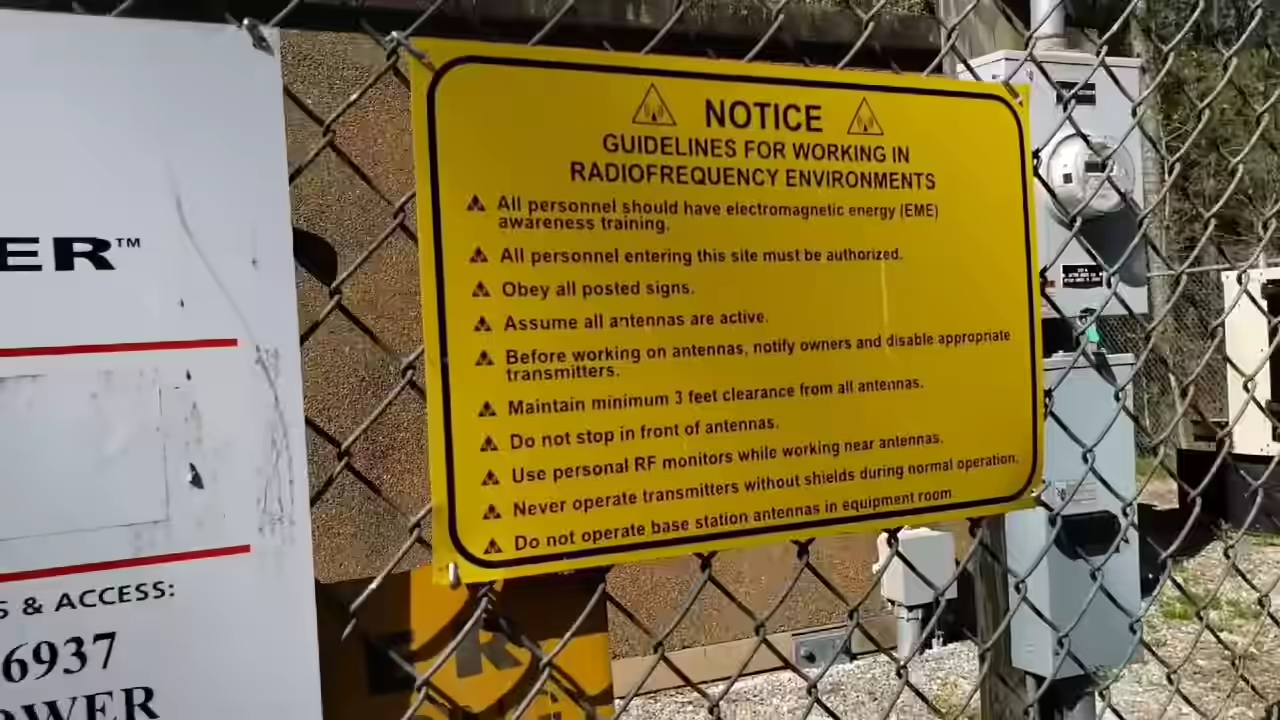 ER™
S & ACCESS:
6937
OWER
NOTICE
GUIDELINES FOR WORKING IN
RADIOFREQUENCY ENVIRONMENTS
All personnel should have electromagnetic energy (EME)
awareness training.
All personnel entering this site must be authorized.
Obey all posted signs.
Assume all antennas are active.
Before working on antennas, notify owners and disable appropriate
transmitters.
Maintain minimum 3 feet clearance from all antennas.
Do not stop in front of antennas.
Use personal RF monitors while working near antennas.
Never operate transmitters without shields during normal operation.
Do not operate base station antennas in equipment room